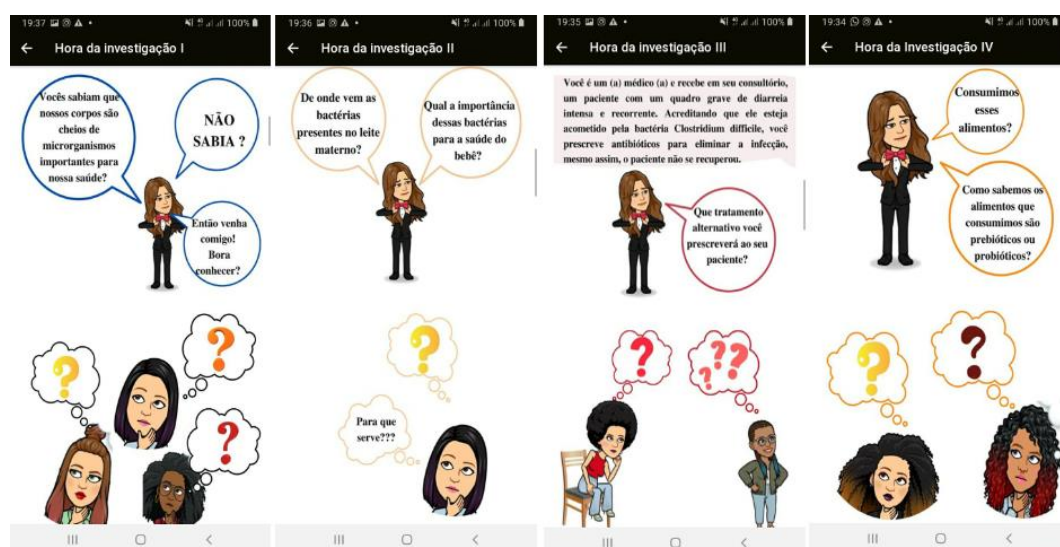 19:37
100%
Hora da investigação I
Vocês sabiam que
nossos corpos são
cheios de
microrganismos
importantes para
nossa saúde?
NÃO
SABIA ?
Então venha
comigo!
Bora
conhecer?
?
?
?
19:36
100%
Hora da investigação II
De onde vem as
bactérias
presentes no leite
materno?
Qual a importância
dessas bactérias
para a saúde do
bebê?
?
Para que
serve???
19:35
100%
Hora da investigação III
Você é um (a) médico (a) e recebe em seu consultório,
um paciente com um quadro grave de diarreia
intensa e recorrente. Acreditando que ele esteja
acometido pela bactéria Clostridium difficile, você
prescreve antibióticos para eliminar a infecção,
mesmo assim, o paciente não se recuperou.
Que tratamento
alternativo você
prescreverá ao seu
paciente?
?
???
19:34
100%
Hora da Investigação IV
Consumimos
esses
alimentos?
Como sabemos os
alimentos que
consumimos são
prebióticos ou
probióticos?
?
?